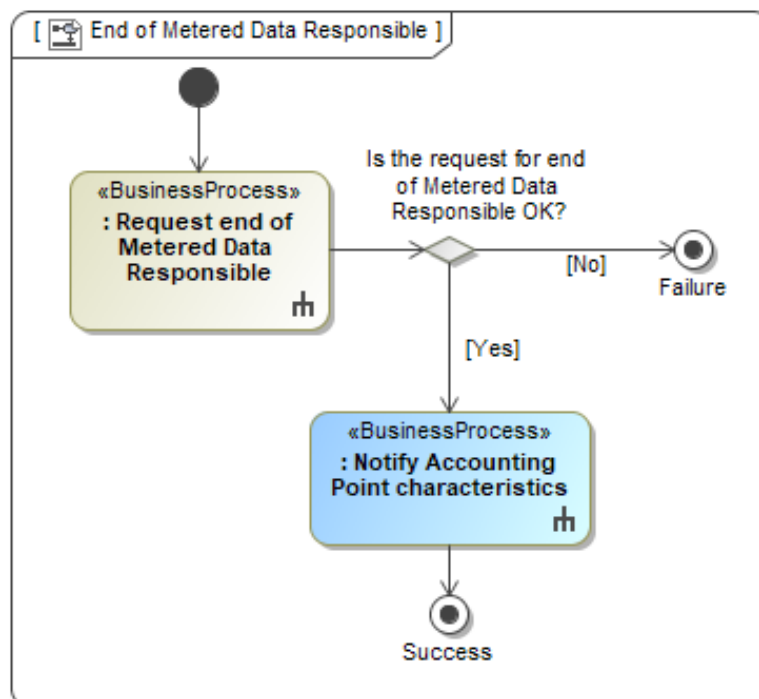 [ End of Metered Data Responsible ]
Is the request for end
of Metered Data
Responsible OK?
«BusinessProcess»
: Request end of
Metered Data
Responsible
[No]
Failure
[Yes]
«BusinessProcess»
: Notify Accounting
Point characteristics
Success